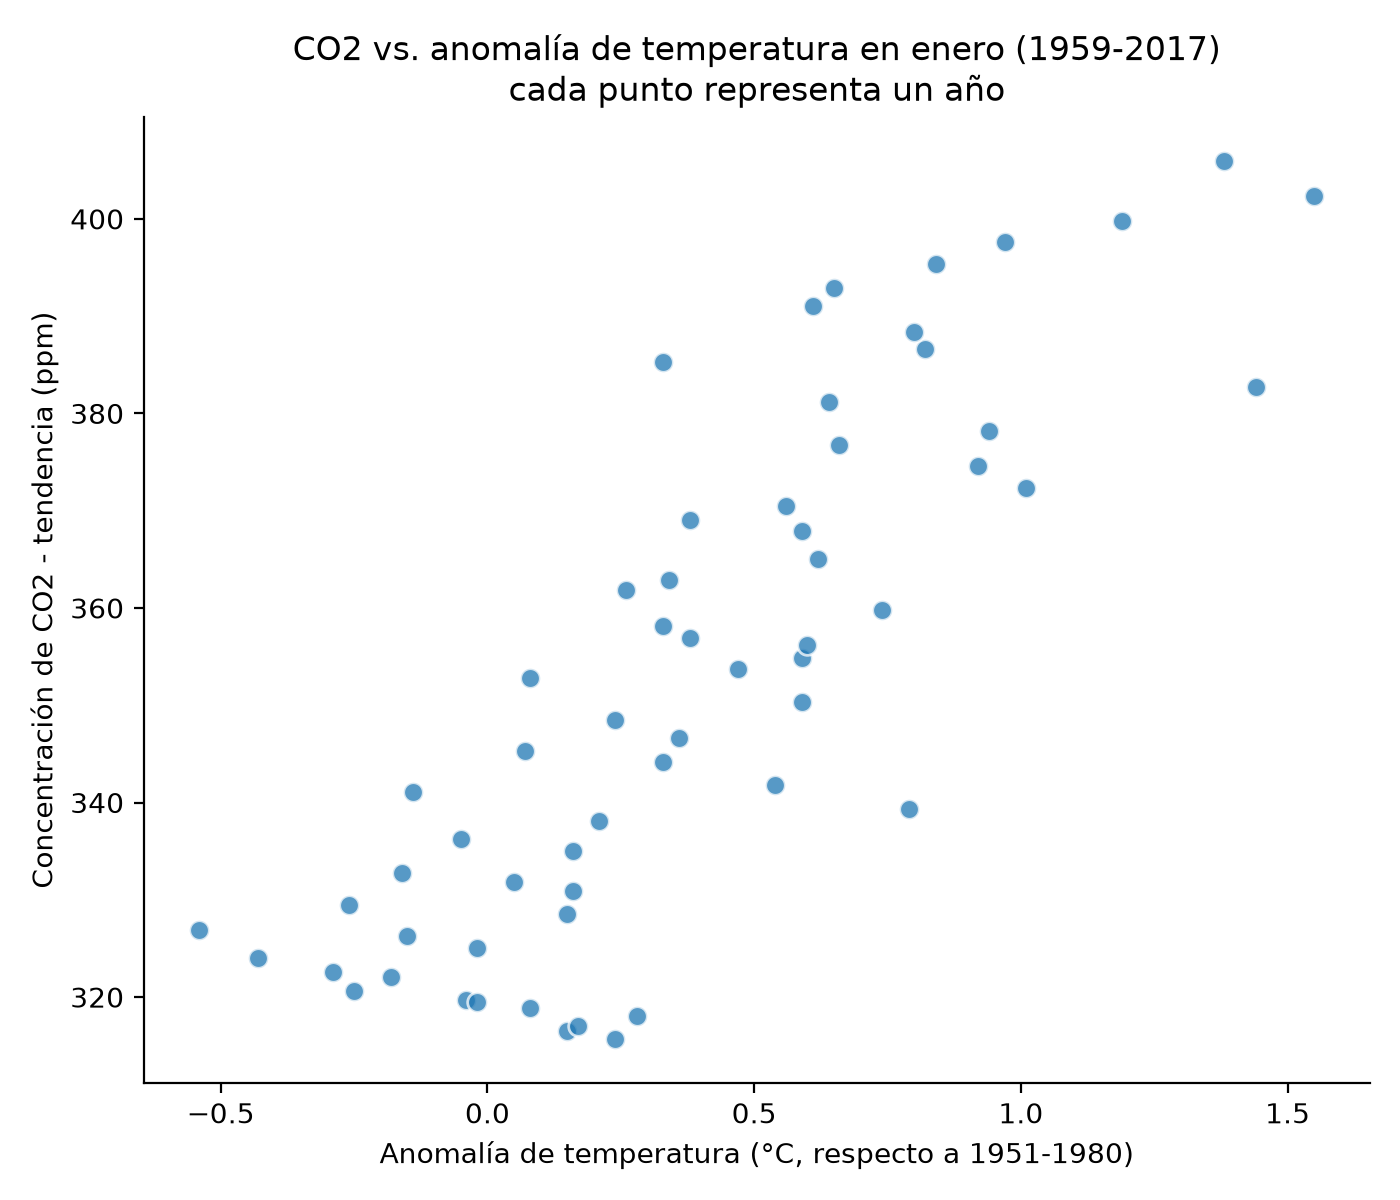 CO2 vs. anomalía de temperatura en enero (1959-2017)
cada punto representa un año
Concentración de CO2 - tendencia (ppm)
400
380
360
340
320
−0.5
0.0
0.5
1.0
1.5
Anomalía de temperatura (°C, respecto a 1951-1980)